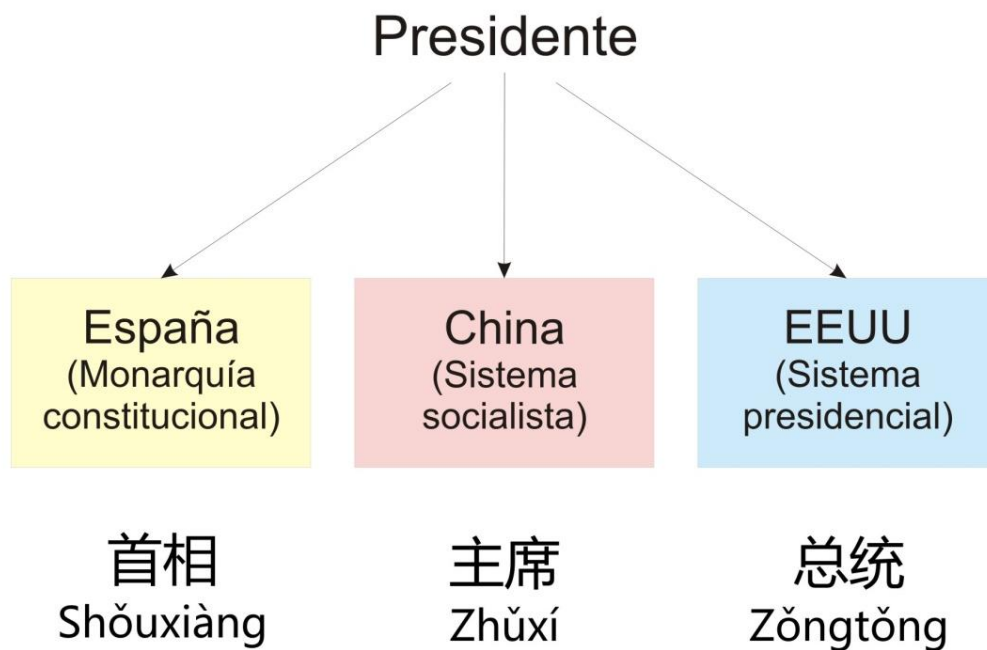 Presidente
España
(Monarquía
constitucional)
China
(Sistema
socialista)
EEUU
(Sistema
presidencial)
首相
Shǒuxiàng
主席
Zhǔxí
总统
Zǒngtǒng